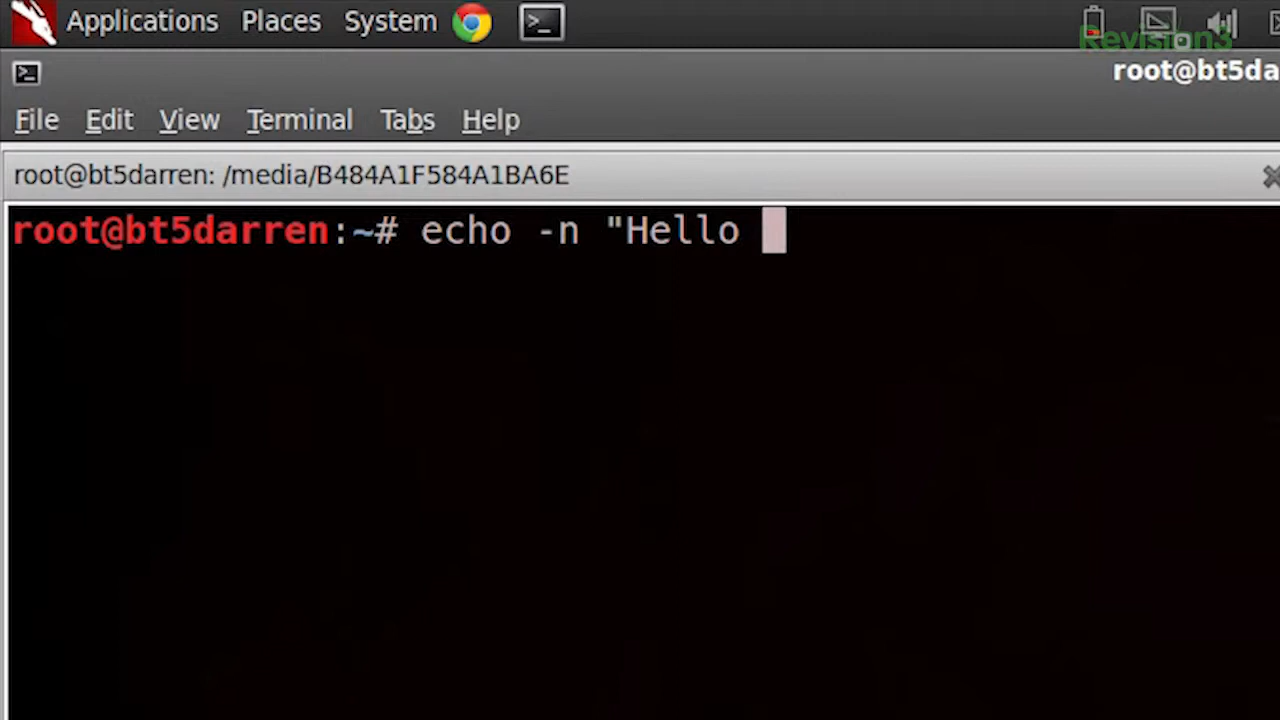 Applications Places System
Revision3
root@bt5da
File Edit View Terminal Tabs Help
root@bt5darren: /media/B484A1F584A1BA6E
root@bt5darren:~# echo -n "Hello